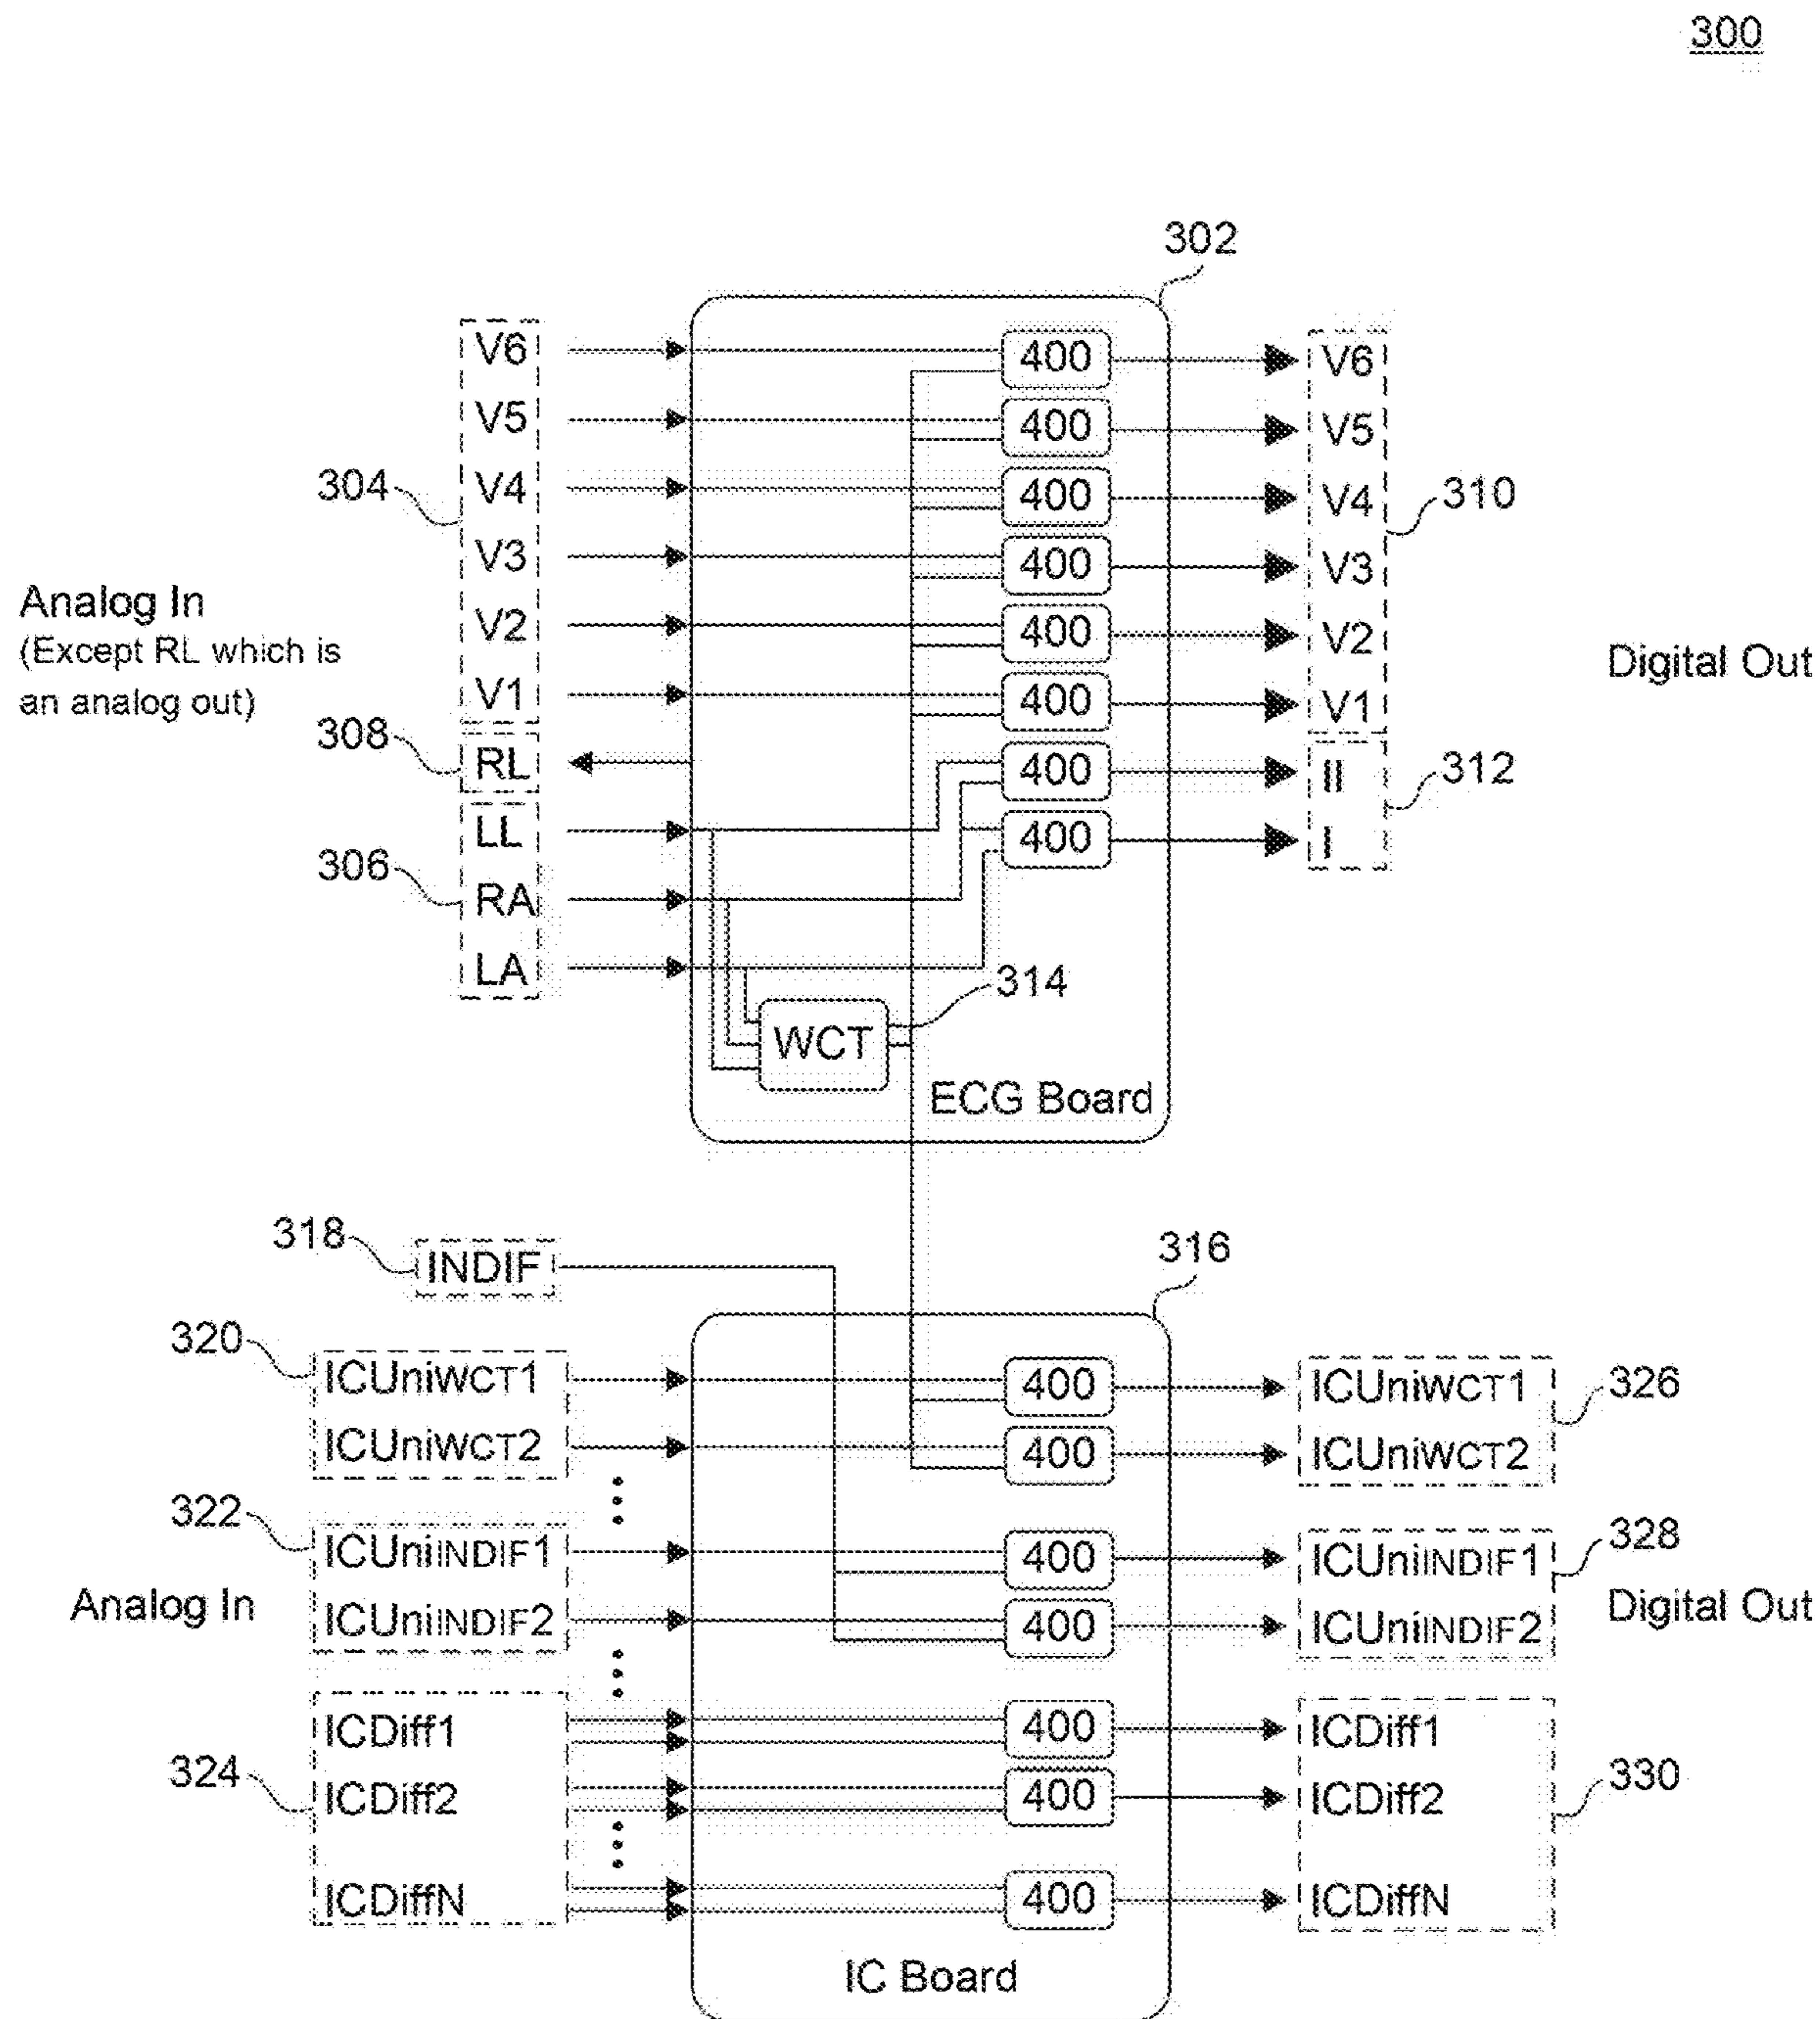 300
302
V6 400 V6
V5 400 V5
304 V4 400 V4 310
V3 400 V3
Analog In
(Except RL which is
an analog out)
V2 400 V2
Digital Out
V1 400 V1
308 RL 400 II 312
LL 400 I
306 RA
LA
314
WCT
ECG Board
318 INDIF
316
320 ICUniWCT1 400 ICUniWCT1 326
ICUniWCT2 400 ICUniWCT2
322 ICUniINDIF1 400 ICUniINDIF1 328
Analog In
Digital Out
ICUniINDIF2 400 ICUniINDIF2
ICDiff1 400 ICDiff1
324 ICDiff2 400 ICDiff2 330
ICDiffN 400 ICDiffN
IC Board